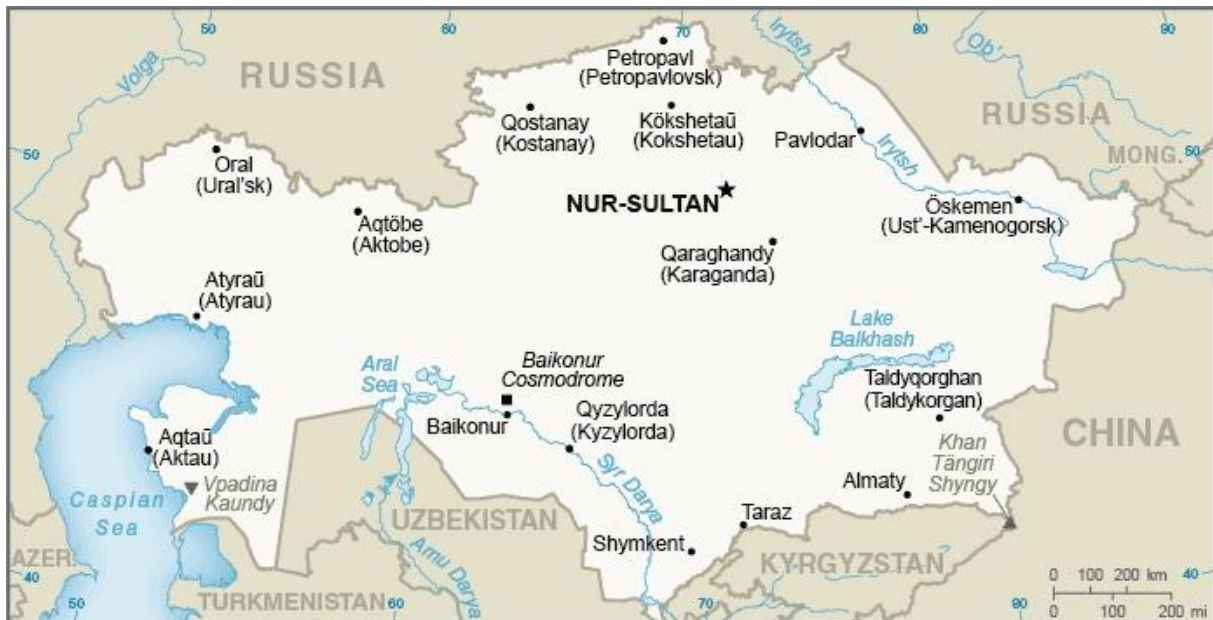 50
60
70
80
90
Volga
RUSSIA
Irytsh
Ob'
Petropavl
(Petropavlovsk)
RUSSIA
Qostanay
(Kostanay)
Kökshetaū
(Kokshetau)
Pavlodar
50
Oral
(Ural'sk)
Irytsh
MONG.
50
NUR-SULTAN
Öskemen
(Ust'-Kamenogorsk)
Aqtöbe
(Aktobe)
Qaraghandy
(Karaganda)
Atyraū
(Atyrau)
Lake
Balkhash
Aral
Sea
Baikonur
Cosmodrome
Taldyqorghan
(Taldykorgan)
Baikonur
Qyzylorda
(Kyzylorda)
CHINA
Aqtaū
(Aktau)
Khan
Tängiri
Shyngy
Vpadina
Kaundy
Syr Darya
Almaty
Caspian
Sea
UZBEKISTAN
Taraz
Shymkent
KYRGYZSTAN
AZER.
Amu Darya
40
TURKMENISTAN
0 100 200 km
40
0 100 200 mi
50
60
70
80